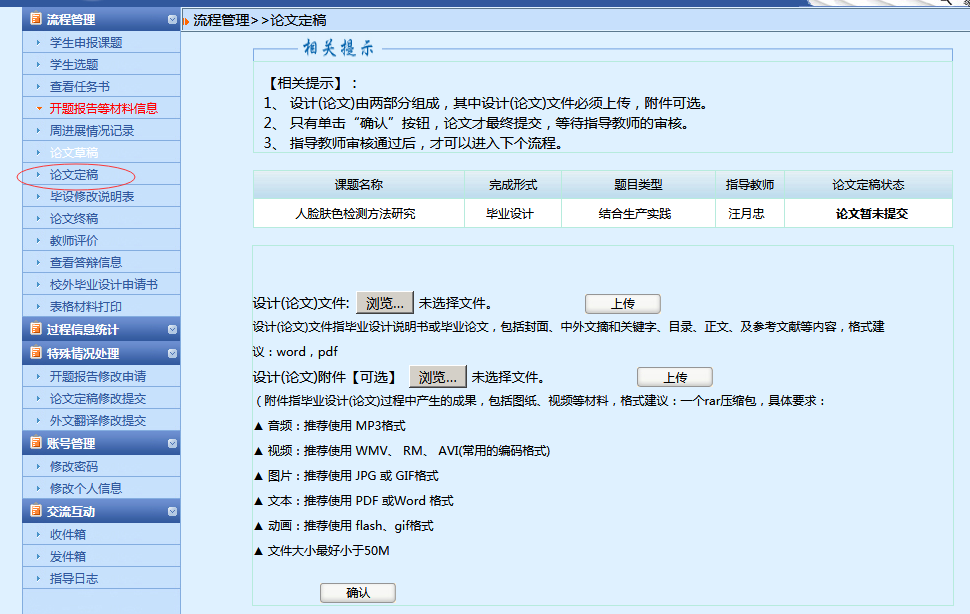 流程管理
学生申报课题
学生选题
查看任务书
开题报告等材料信息
周进展情况记录
论文草稿
论文定稿
毕设修改说明表
论文终稿
教师评价
查看答辩信息
校外毕业设计申请书
表格材料打印
过程信息统计
特殊情况处理
开题报告修改申请
论文定稿修改提交
外文翻译修改提交
账号管理
修改密码
修改个人信息
交流互动
收件箱
发件箱
指导日志
流程管理>>论文定稿
相关提示
【相关提示】：
1、 设计(论文)由两部分组成，其中设计(论文)文件必须上传，附件可选。
2、 只有单击“确认”按钮，论文才最终提交，等待指导教师的审核。
3、 指导教师审核通过后，才可以进入下个流程。
课题名称 完成形式 题目类型 指导教师 论文定稿状态
人脸肤色检测方法研究 毕业设计 结合生产实践 汪月忠 论文暂未提交
设计(论文)文件: 浏览... 未选择文件。 上传
设计(论文)文件指毕业设计说明书或毕业论文，包括封面、中外文摘和关键字、目录、正文、及参考文献等内容，格式建
议：word，pdf
设计(论文)附件【可选】 浏览... 未选择文件。 上传
（附件指毕业设计(论文)过程中产生的成果，包括图纸、视频等材料，格式建议：一个rar压缩包，具体要求：
▲ 音频：推荐使用 MP3格式
▲ 视频：推荐使用 WMV、 RM、 AVI(常用的编码格式)
▲ 图片：推荐使用 JPG 或 GIF格式
▲ 文本：推荐使用 PDF 或Word 格式
▲ 动画：推荐使用 flash、gif格式
▲ 文件大小最好小于50M
确认